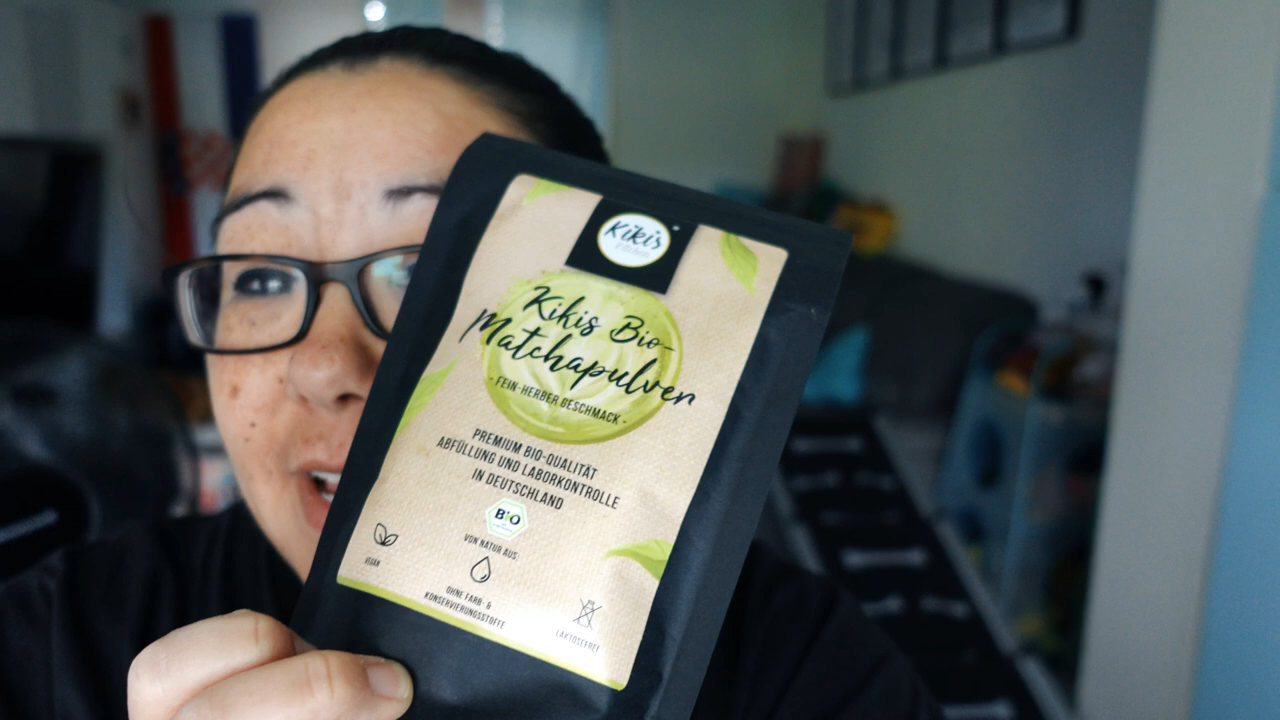 Kikis
Kikis Bio-
Matchapulver
- FEIN-HERBER GESCHMACK -
PREMIUM BIO-QUALITÄT
ABFÜLLUNG UND LABORKONTROLLE
IN DEUTSCHLAND
BiO
VON NATUR AUS:
VEGAN
OHNE FARB- &
KONSERVIERUNGSSTOFFE
LAKTOSEFREI